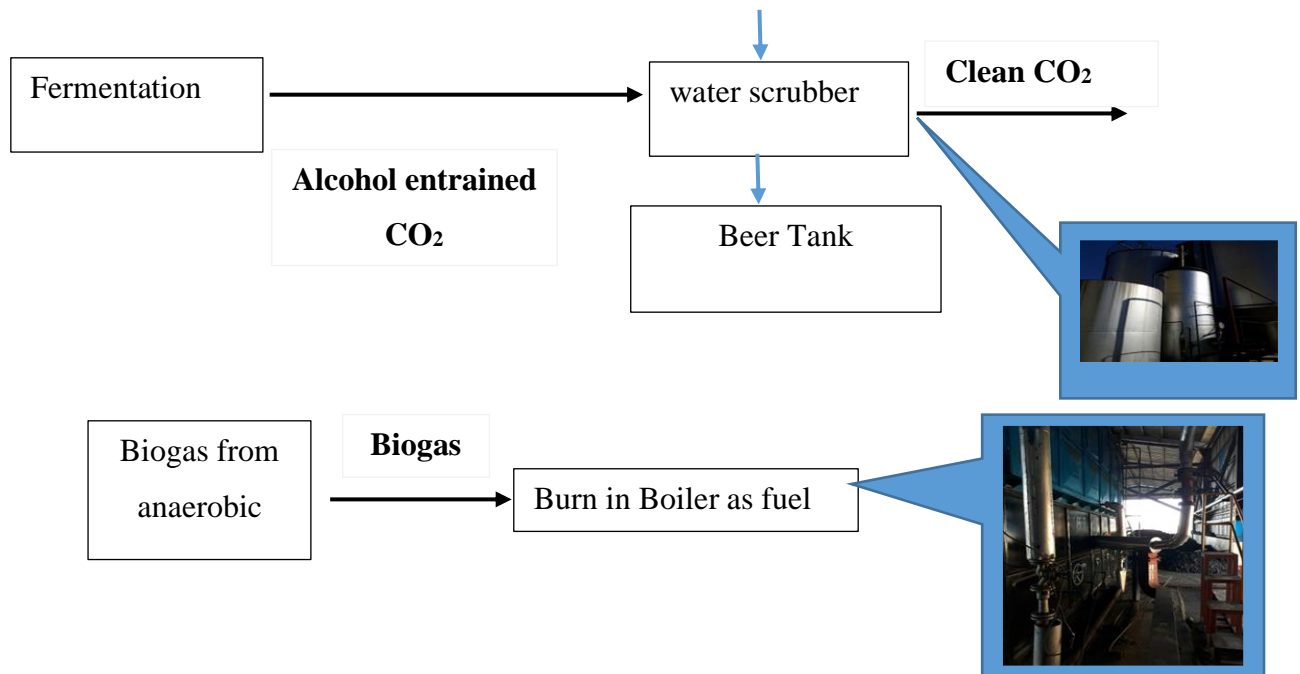 Fermentation
water scrubber
Clean CO₂
Alcohol entrained
CO₂
Beer Tank
Biogas from
anaerobic
Biogas
Burn in Boiler as fuel